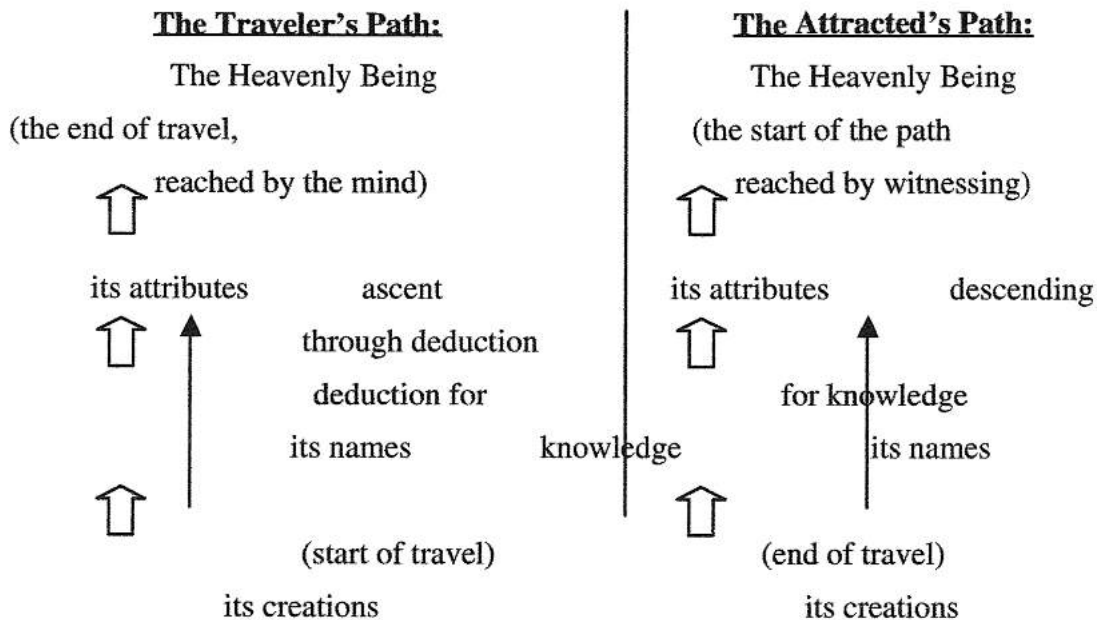 The Traveler's Path:
The Heavenly Being
(the end of travel,
reached by the mind)
its attributes ascent
through deduction
deduction for
its names knowledge
(start of travel)
its creations
The Attracted's Path:
The Heavenly Being
(the start of the path
reached by witnessing)
its attributes descending
for knowledge
its names
(end of travel)
its creations